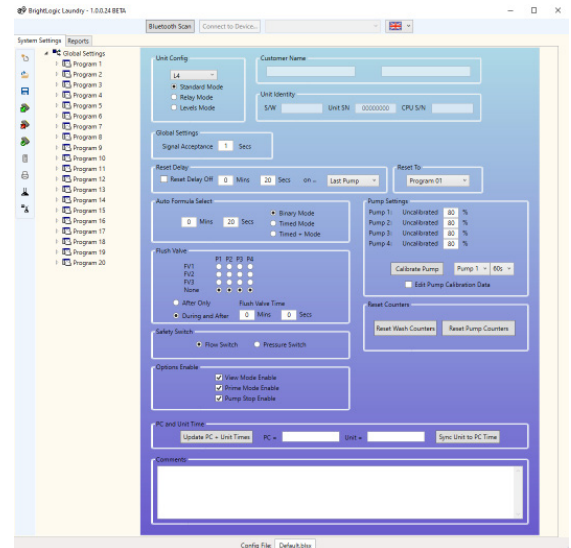 BrightLogic Laundry - 1.0.0.24 BETA
Bluetooth Scan Connect to Device...
System Settings Reports
Global Settings
Program 1
Program 2
Program 3
Program 4
Program 5
Program 6
Program 7
Program 8
Program 9
Program 10
Program 11
Program 12
Program 13
Program 14
Program 15
Program 16
Program 17
Program 18
Program 19
Program 20
Unit Config
L4
Standard Mode
Relay Mode
Levels Mode
Customer Name
Unit Identity
S/W Unit SN 00000000 CPU S/N
Global Settings
Signal Acceptance 1 Secs
Reset Delay
Reset Delay Off 0 Mins 20 Secs on .. Last Pump
Reset To
Program 01
Auto Formula Select
0 Mins 20 Secs
Binary Mode
Timed Mode
Timed + Mode
Pump Settings
Pump 1: Uncalibrated 80 %
Pump 2: Uncalibrated 80 %
Pump 3: Uncalibrated 80 %
Pump 4: Uncalibrated 80 %
Calibrate Pump Pump 1 60s
Edit Pump Calibration Data
Flush Valve
P1 P2 P3 P4
FV1
FV2
FV3
None
After Only Flush Valve Time
During and After 0 Mins 0 Secs
Reset Counters
Reset Wash Counters Reset Pump Counters
Safety Switch
Flow Switch Pressure Switch
Options Enable
View Mode Enable
Prime Mode Enable
Pump Stop Enable
PC and Unit Time
Update PC + Unit Times PC = Unit = Sync Unit to PC Time
Comments
Config File: Default.blsx